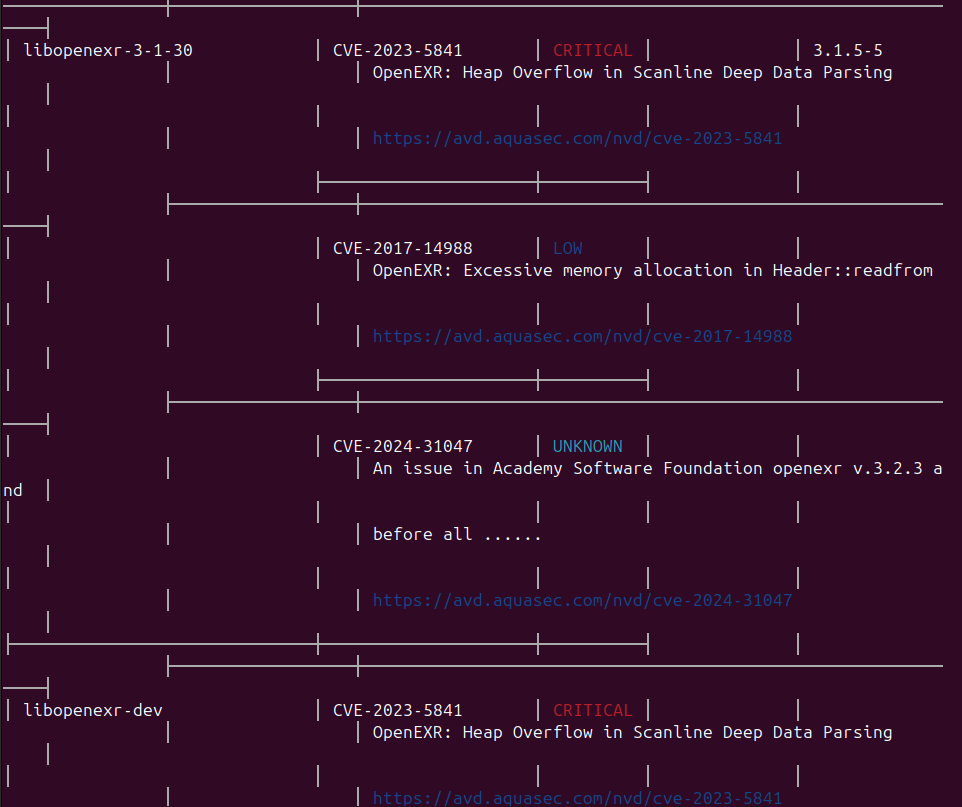 libopenexr-3-1-30 CVE-2023-5841 CRITICAL 3.1.5-5
OpenEXR: Heap Overflow in Scanline Deep Data Parsing
https://avd.aquasec.com/nvd/cve-2023-5841
CVE-2017-14988 LOW
OpenEXR: Excessive memory allocation in Header::readfrom
https://avd.aquasec.com/nvd/cve-2017-14988
CVE-2024-31047 UNKNOWN
An issue in Academy Software Foundation openexr v.3.2.3 a
nd
before all ......
https://avd.aquasec.com/nvd/cve-2024-31047
libopenexr-dev CVE-2023-5841 CRITICAL
OpenEXR: Heap Overflow in Scanline Deep Data Parsing
https://avd.aquasec.com/nvd/cve-2023-5841